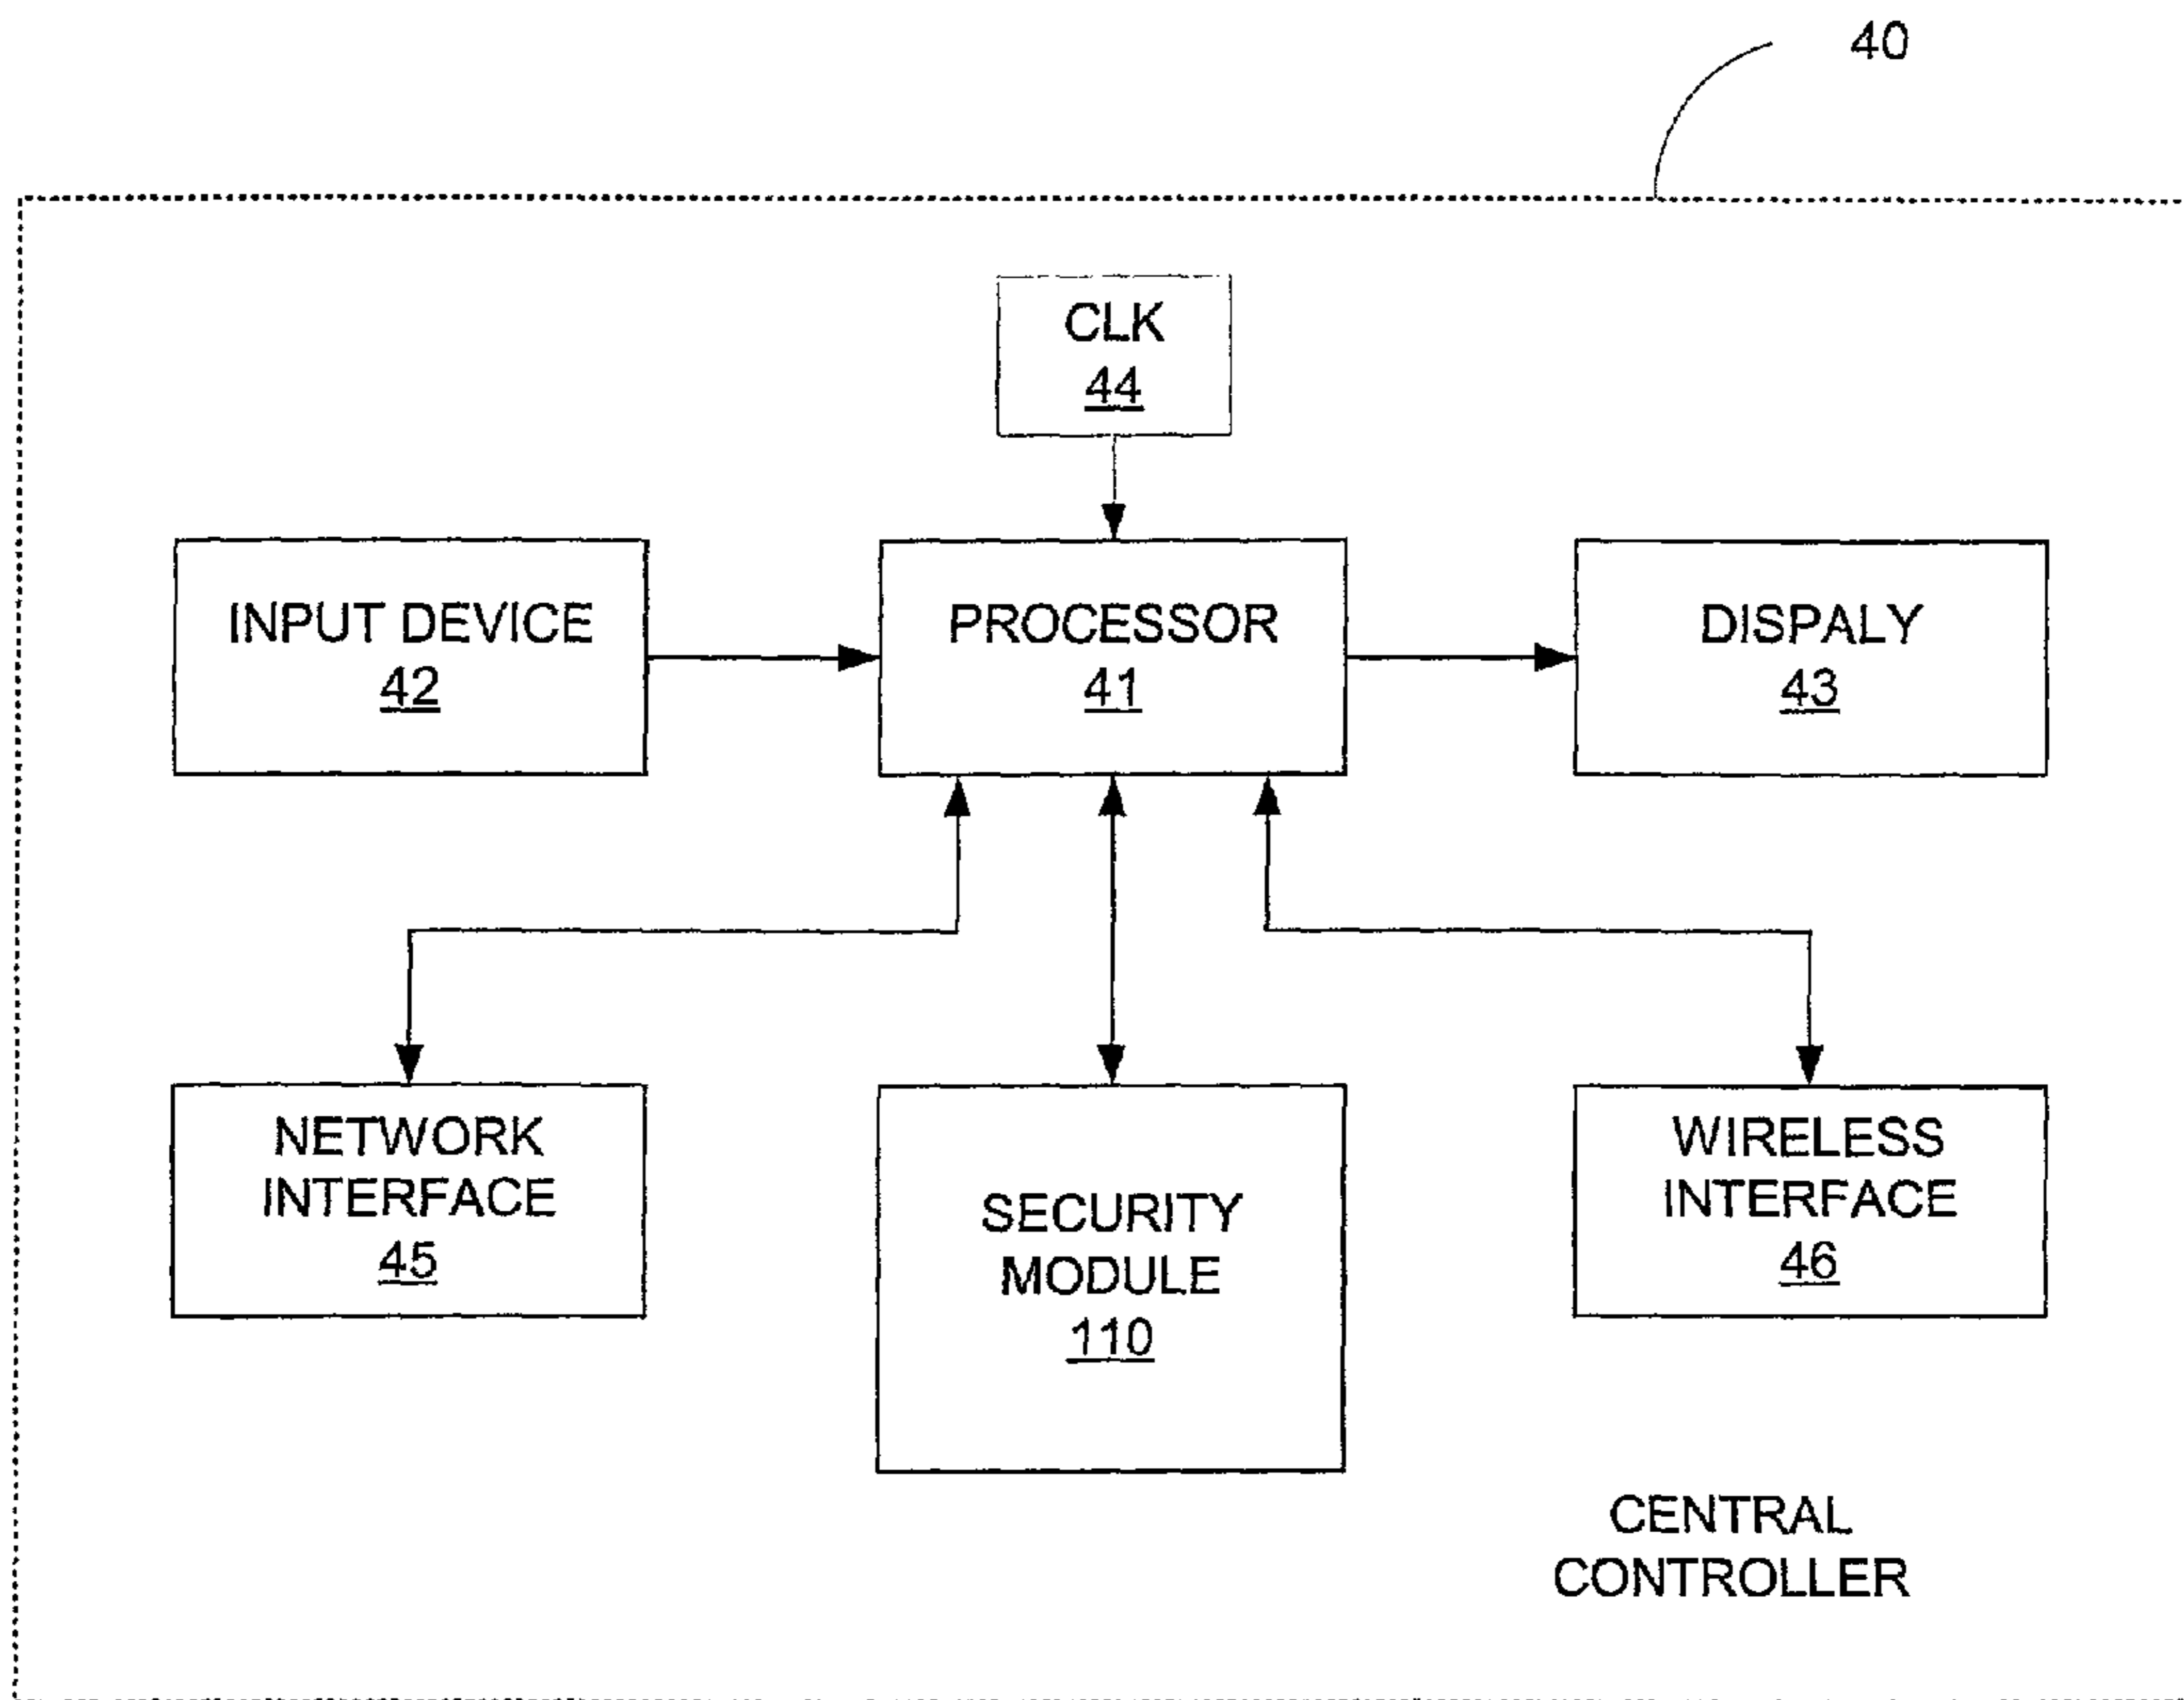 40
CLK
44
INPUT DEVICE
42
PROCESSOR
41
DISPALY
43
NETWORK
INTERFACE
45
SECURITY
MODULE
110
WIRELESS
INTERFACE
46
CENTRAL
CONTROLLER